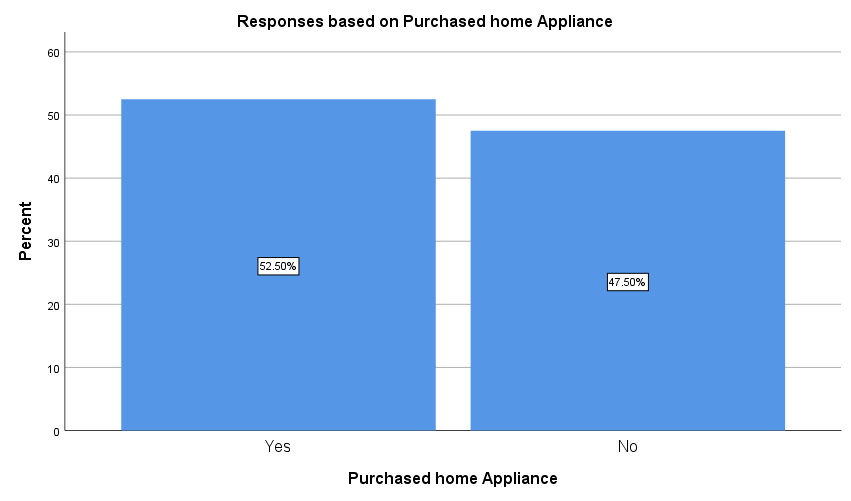 Responses based on Purchased home Appliance
60
50
40
30
20
10
0
Percent
52.50%
47.50%
Yes
No
Purchased home Appliance